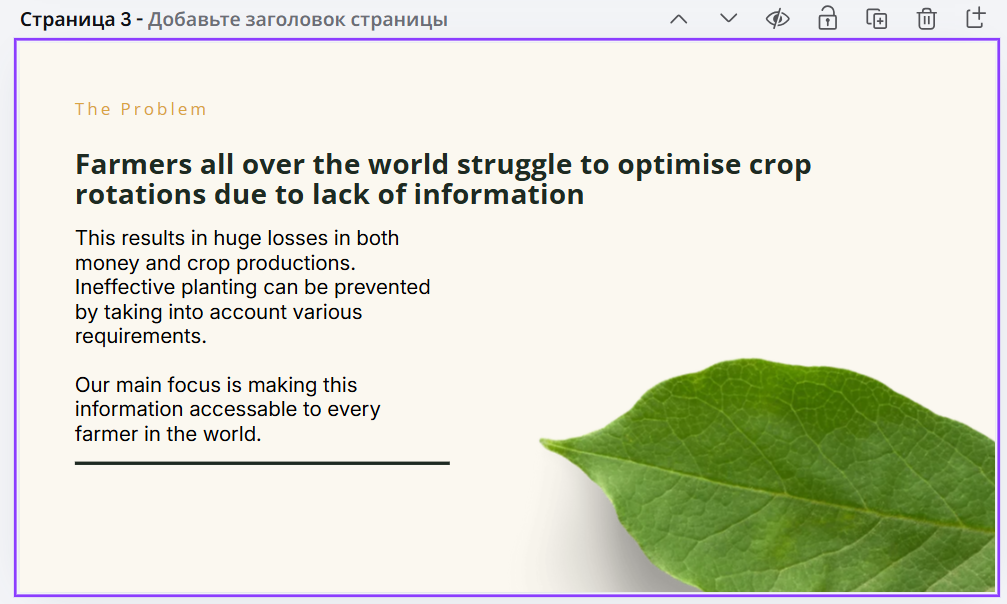 Страница 3 - Добавьте заголовок страницы
The Problem
Farmers all over the world struggle to optimise crop
rotations due to lack of information
This results in huge losses in both
money and crop productions.
Ineffective planting can be prevented
by taking into account various
requirements.
Our main focus is making this
information accessable to every
farmer in the world.